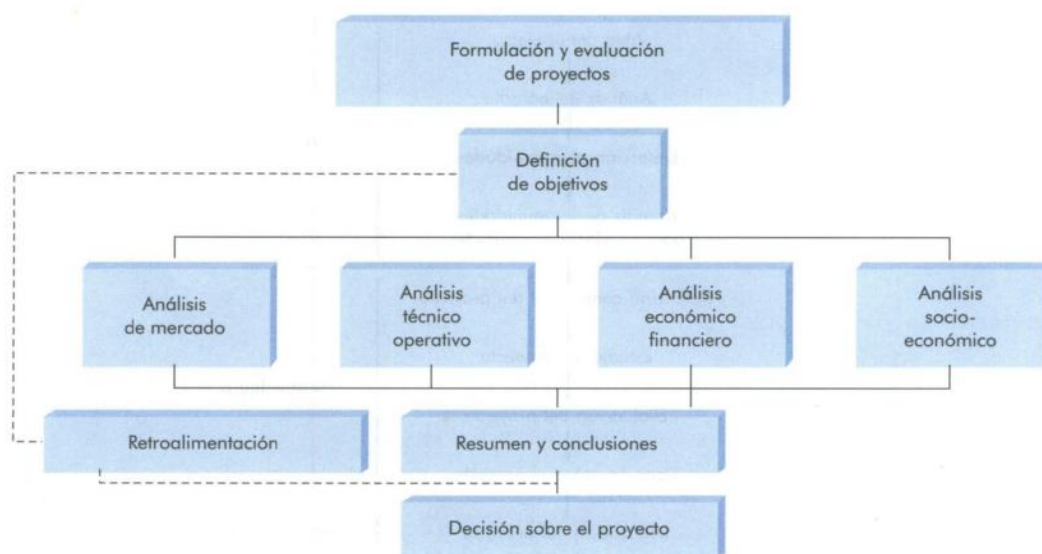 Formulación y evaluación
de proyectos
Definición
de objetivos
Análisis
de mercado
Análisis
técnico
operativo
Análisis
económico
financiero
Análisis
socio-
económico
Retroalimentación
Resumen y conclusiones
Decisión sobre el proyecto